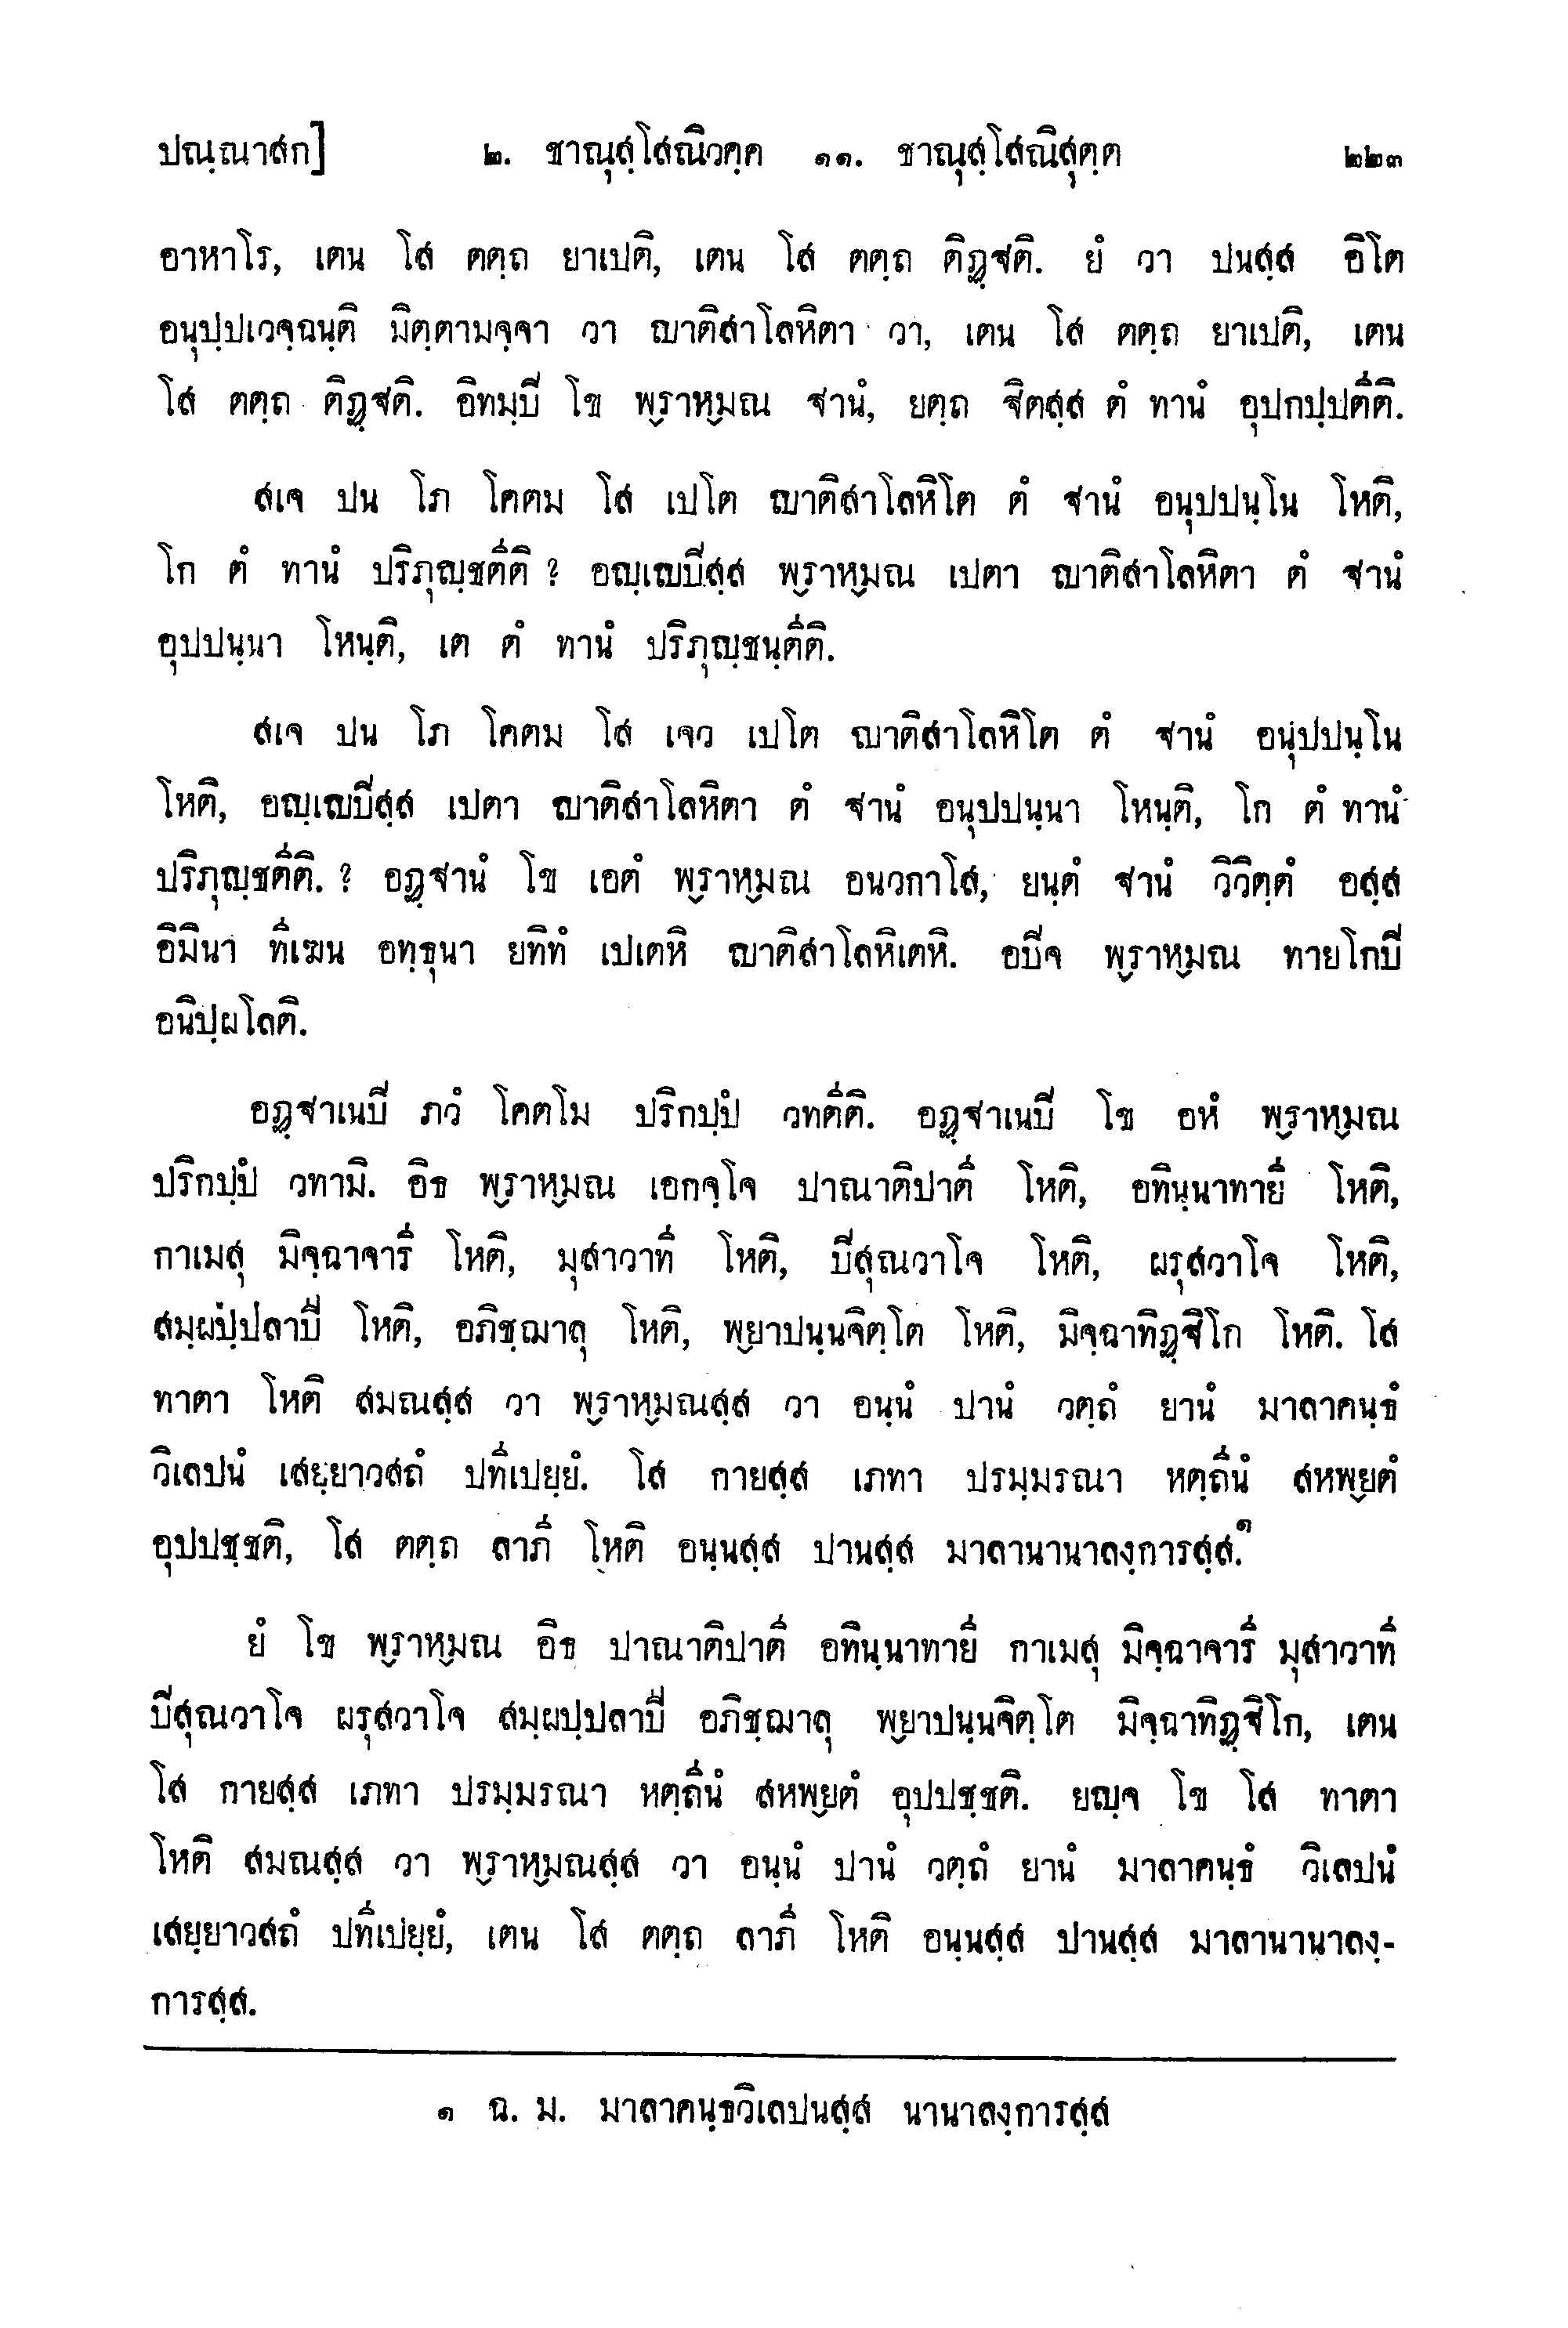 ปณฺณาสก] ๒. ชาณุสฺโสณิวคฺค ๑๑. ชาณุสฺโสณิสุตฺต ๒๒๓
อาหาโร, เตน โส ตตฺถ ยาเปติ, เตน โส ตตฺถ ติฏฺฐติ. ยํ วา ปนสฺส อิโต
อนุปฺปเวจฺฉนฺติ มิตฺตามจฺจา วา ญาติสาโลหิตา วา, เตน โส ตตฺถ ยาเปติ, เตน
โส ตตฺถ ติฏฺฐติ. อิทมฺปิ โข พฺราหฺมณ ฐานํ, ยตฺถ ฐิตสฺส ตํ ทานํ อุปกปฺปตีติ.
สเจ ปน โภ โคตม โส เปโต ญาติสาโลหิโต ตํ ฐานํ อนุปปนฺโน โหติ,
โก ตํ ทานํ ปริภุญฺชตีติ ? อญฺเญปิสฺส พฺราหฺมณ เปตา ญาติสาโลหิตา ตํ ฐานํ
อุปปนฺนา โหนฺติ, เต ตํ ทานํ ปริภุญฺชนฺตีติ.
สเจ ปน โภ โคตม โส เจว เปโต ญาติสาโลหิโต ตํ ฐานํ อนุปปนฺโน
โหติ, อญฺเญปิสฺส เปตา ญาติสาโลหิตา ตํ ฐานํ อนุปปนฺนา โหนฺติ, โก ตํ ทานํ
ปริภุญฺชตีติ. ? อฏฺฐานํ โข เอตํ พฺราหฺมณ อนวกาโส, ยนฺตํ ฐานํ วิวิตฺตํ อสฺส
อิมินา ทีเฆน อทฺธุนา ยทิทํ เปเตหิ ญาติสาโลหิเตหิ. อปิจ พฺราหฺมณ ทายโกปิ
อนิปฺผโลติ.
อฏฺฐาเนปิ ภวํ โคตโม ปริกปฺปํ วทตีติ. อฏฺฐาเนปิ โข อหํ พฺราหฺมณ
ปริกปฺปํ วทามิ. อิธ พฺราหฺมณ เอกจฺโจ ปาณาติปาตี โหติ, อทินฺนาทายี โหติ,
กาเมสุ มิจฺฉาจารี โหติ, มุสาวาที โหติ, ปิสุณวาโจ โหติ, ผรุสวาโจ โหติ,
สมฺผปฺปลาปี โหติ, อภิชฺฌาลุ โหติ, พฺยาปนฺนจิตฺโต โหติ, มิจฺฉาทิฏฺฐิโก โหติ. โส
ทาตา โหติ สมณสฺส วา พฺราหฺมณสฺส วา อนฺนํ ปานํ วตฺถํ ยานํ มาลาคนฺธํ
วิเลปนํ เสยฺยาวสถํ ปทีเปยฺยํ. โส กายสฺส เภทา ปรมฺมรณา หตฺถีนํ สหพฺยตํ
อุปปชฺชติ, โส ตตฺถ ลาภี โหติ อนฺนสฺส ปานสฺส มาลานานาลงฺการสฺส.๑
ยํ โข พฺราหฺมณ อิธ ปาณาติปาตี อทินฺนาทายี กาเมสุ มิจฺฉาจารี มุสาวาที
ปิสุณวาโจ ผรุสวาโจ สมฺผปฺปลาปี อภิชฺฌาลุ พฺยาปนฺนจิตฺโต มิจฺฉาทิฏฺฐิโก, เตน
โส กายสฺส เภทา ปรมฺมรณา หตฺถีนํ สหพฺยตํ อุปปชฺชติ. ยญฺจ โข โส ทาตา
โหติ สมณสฺส วา พฺราหฺมณสฺส วา อนฺนํ ปานํ วตฺถํ ยานํ มาลาคนฺธํ วิเลปนํ
เสยฺยาวสถํ ปทีเปยฺยํ, เตน โส ตตฺถ ลาภี โหติ อนฺนสฺส ปานสฺส มาลานานาลงฺ-
การสฺส.
๑ ฉ. ม. มาลาคนฺธวิเลปนสฺส นานาลงฺการสฺส